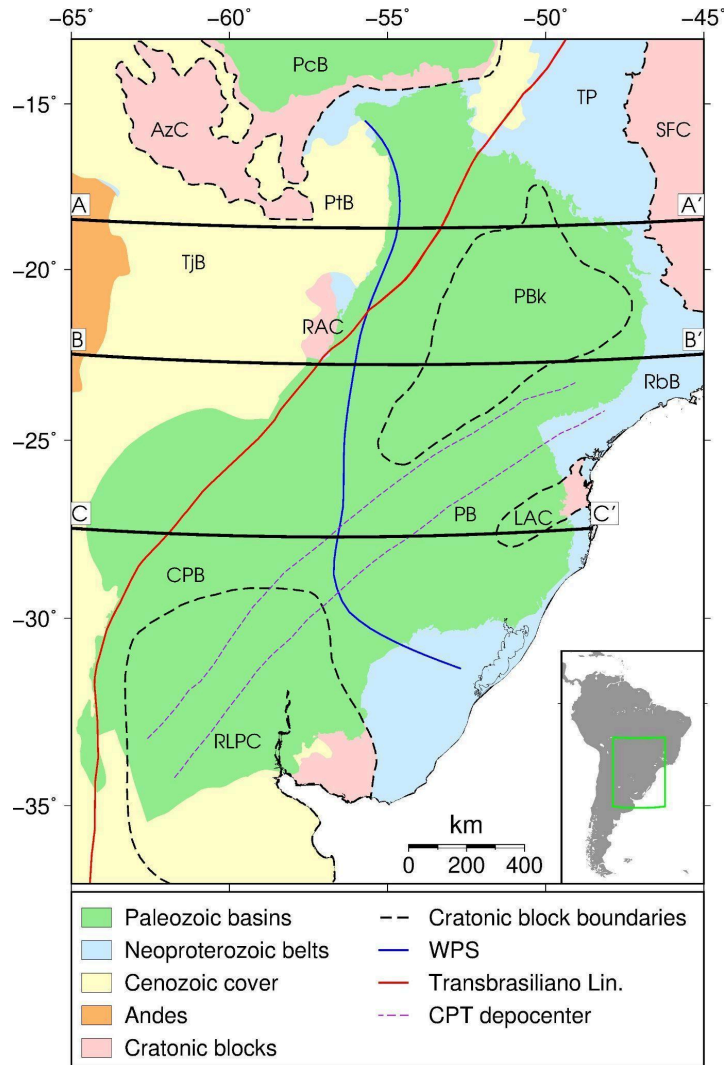 −65° −60° −55° −50° −45°
PcB
−15°
AzC
TP
SFC
PtB
A
A′
TjB
−20°
PBk
RAC
B
B′
RbB
−25°
PB
LAC
C
C′
CPB
−30°
RLPC
−35°
km
0 200 400
Paleozoic basins
Neoproterozoic belts
Cenozoic cover
Andes
Cratonic blocks
Cratonic block boundaries
WPS
Transbrasiliano Lin.
CPT depocenter